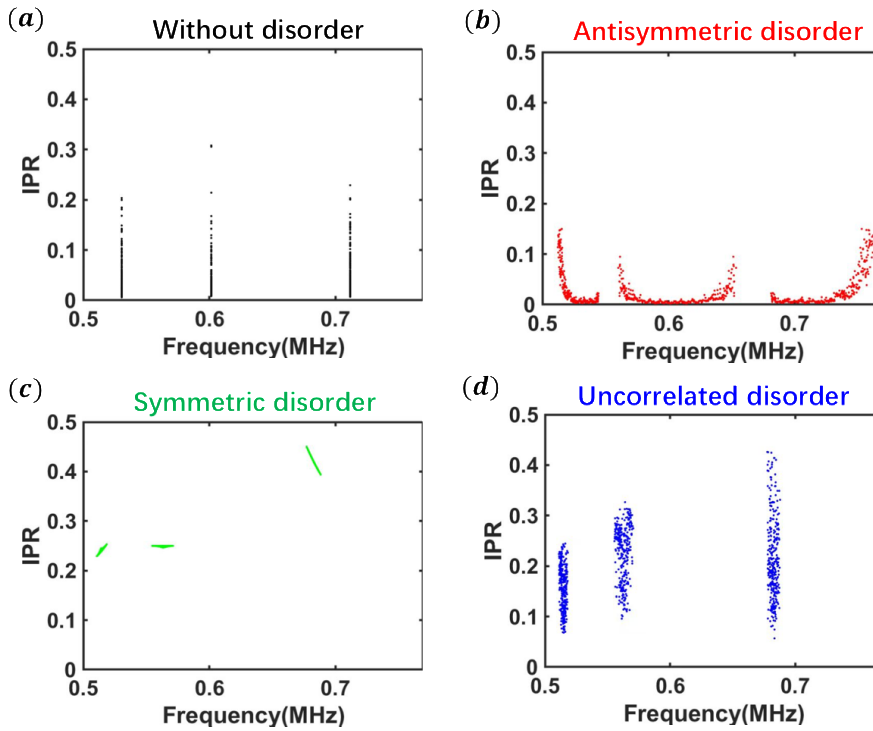 (a)
Without disorder
0.5
0.4
0.3
0.2
0.1
0
IPR
0.5
0.6
0.7
Frequency(MHz)
(b)
Antisymmetric disorder
0.5
0.4
0.3
0.2
0.1
0
IPR
0.5
0.6
0.7
Frequency(MHz)
(c)
Symmetric disorder
0.5
0.4
0.3
0.2
0.1
0
IPR
0.5
0.6
0.7
Frequency(MHz)
(d)
Uncorrelated disorder
0.5
0.4
0.3
0.2
0.1
0
IPR
0.5
0.6
0.7
Frequency(MHz)